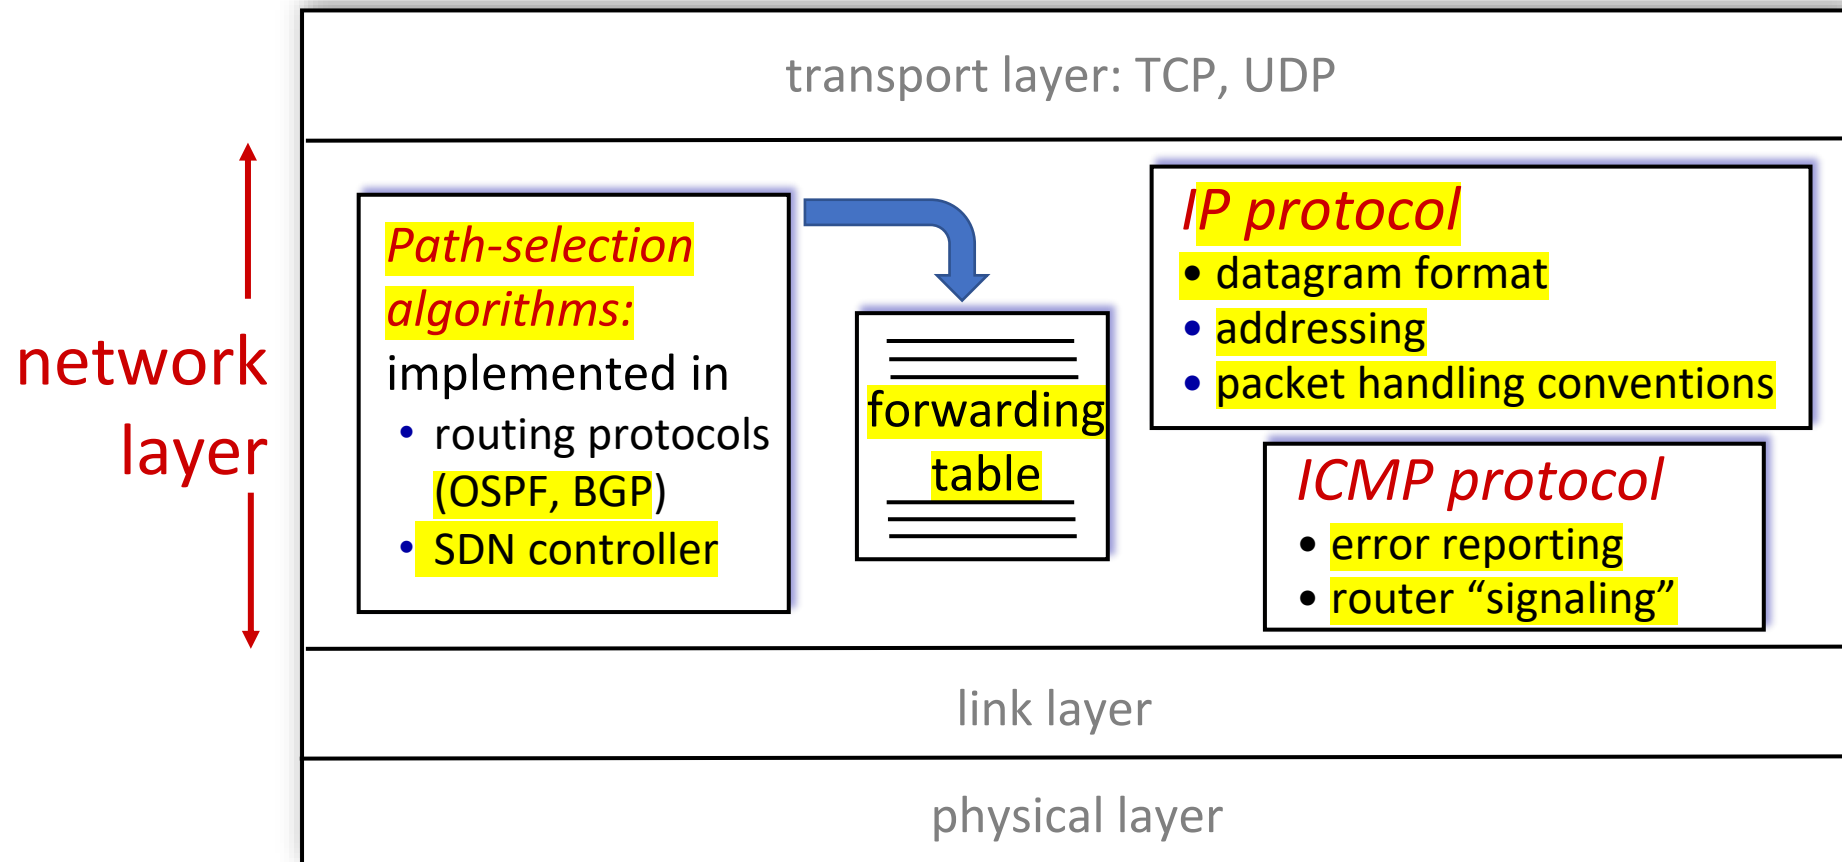 transport layer: TCP, UDP
network
layer
Path-selection
algorithms:
implemented in
• routing protocols
(OSPF, BGP)
• SDN controller
forwarding
table
IP protocol
• datagram format
• addressing
• packet handling conventions
ICMP protocol
• error reporting
• router “signaling”
link layer
physical layer